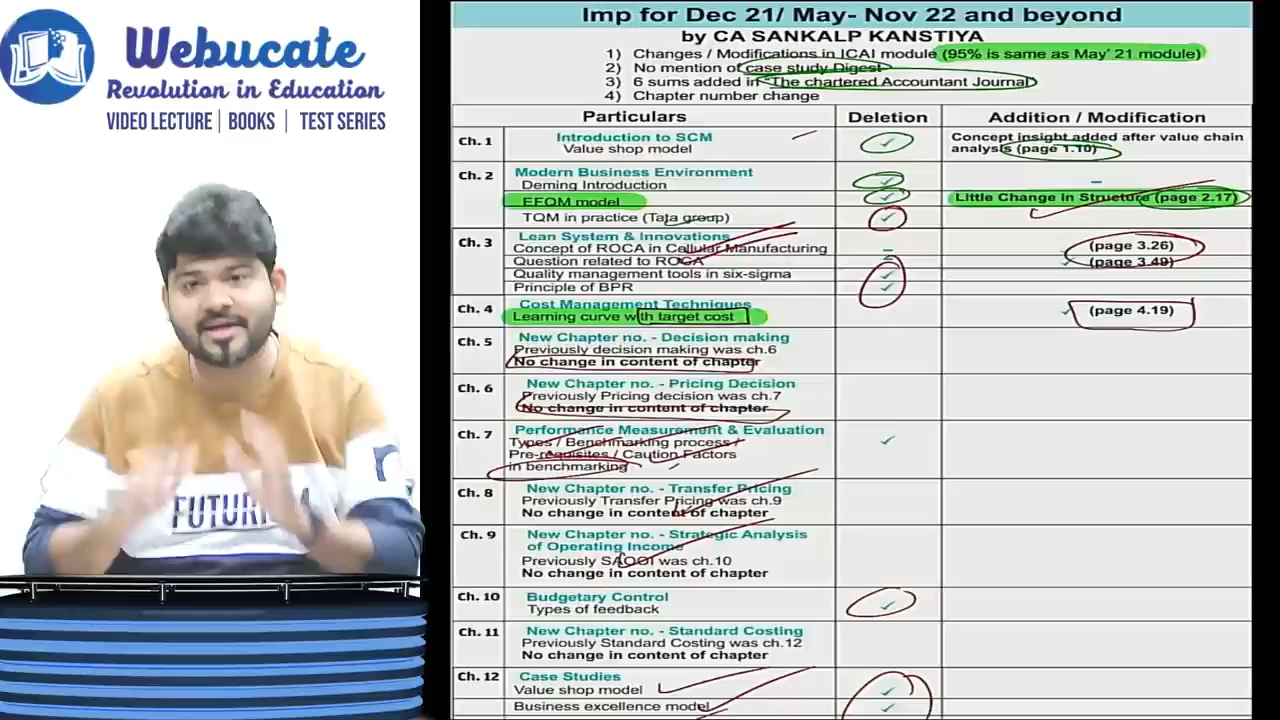 Webucate
Revolution in Education
VIDEO LECTURE | BOOKS | TEST SERIES
FUTUR
Imp for Dec 21/ May- Nov 22 and beyond
by CA SANKALP KANSTIYA
1) Changes / Modifications in ICAI module (95% is same as May' 21 module)
2) No mention of case study Digest
3) 6 sums added in "The chartered Accountant Journal
4) Chapter number change
Particulars Deletion Addition / Modification
Ch. 1 Introduction to SCM
Value shop model ✓
Concept insight added after value chain
analysis (page 1.10)
Ch. 2 Modern Business Environment
Deming Introduction ✓ –
EFQM model ✓ Little Change in Structure (page 2.17)
TQM in practice (Tata group) ✓
Ch. 3 Lean System & Innovations
Concept of ROCA in Cellular Manufacturing – (page 3.26)
Question related to ROCA – (page 3.49)
Quality management tools in six-sigma ✓
Principle of BPR ✓
Ch. 4 Cost Management Techniques
Learning curve with target cost ✓ (page 4.19)
Ch. 5 New Chapter no. - Decision making
Previously decision making was ch.6
No change in content of chapter
Ch. 6 New Chapter no. - Pricing Decision
Previously Pricing decision was ch.7
No change in content of chapter
Ch. 7 Performance Measurement & Evaluation
Types / Benchmarking process / ✓
Pre-requisites / Caution Factors
in benchmarking
Ch. 8 New Chapter no. - Transfer Pricing
Previously Transfer Pricing was ch.9
No change in content of chapter
Ch. 9 New Chapter no. - Strategic Analysis
of Operating Income
Previously SAOOI was ch.10
No change in content of chapter
Ch. 10 Budgetary Control
Types of feedback ✓
Ch. 11 New Chapter no. - Standard Costing
Previously Standard Costing was ch.12
No change in content of chapter
Ch. 12 Case Studies
Value shop model ✓
Business excellence model ✓